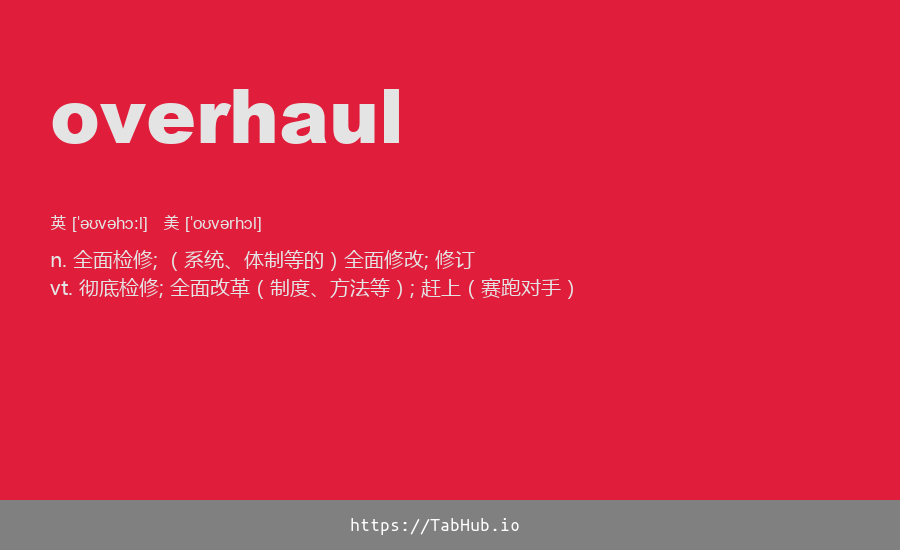 overhaul
英 [ˈəʊvəhɔːl] 美 [ˈoʊvərhɔl]
n. 全面检修; （系统、体制等的）全面修改; 修订
vt. 彻底检修; 全面改革（制度、方法等）; 赶上（赛跑对手）
https://TabHub.io